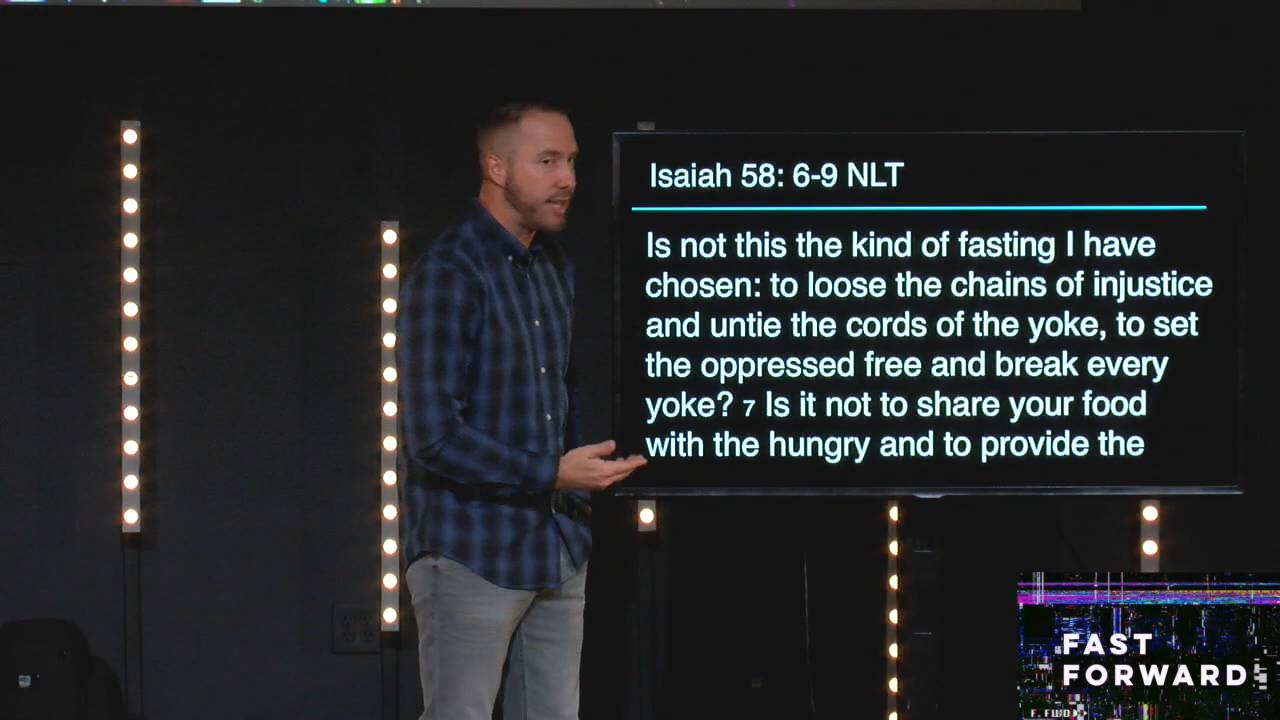 Isaiah 58: 6-9 NLT
Is not this the kind of fasting I have
chosen: to loose the chains of injustice
and untie the cords of the yoke, to set
the oppressed free and break every
yoke? 7 Is it not to share your food
with the hungry and to provide the
FAST
FORWARD
F.FWD